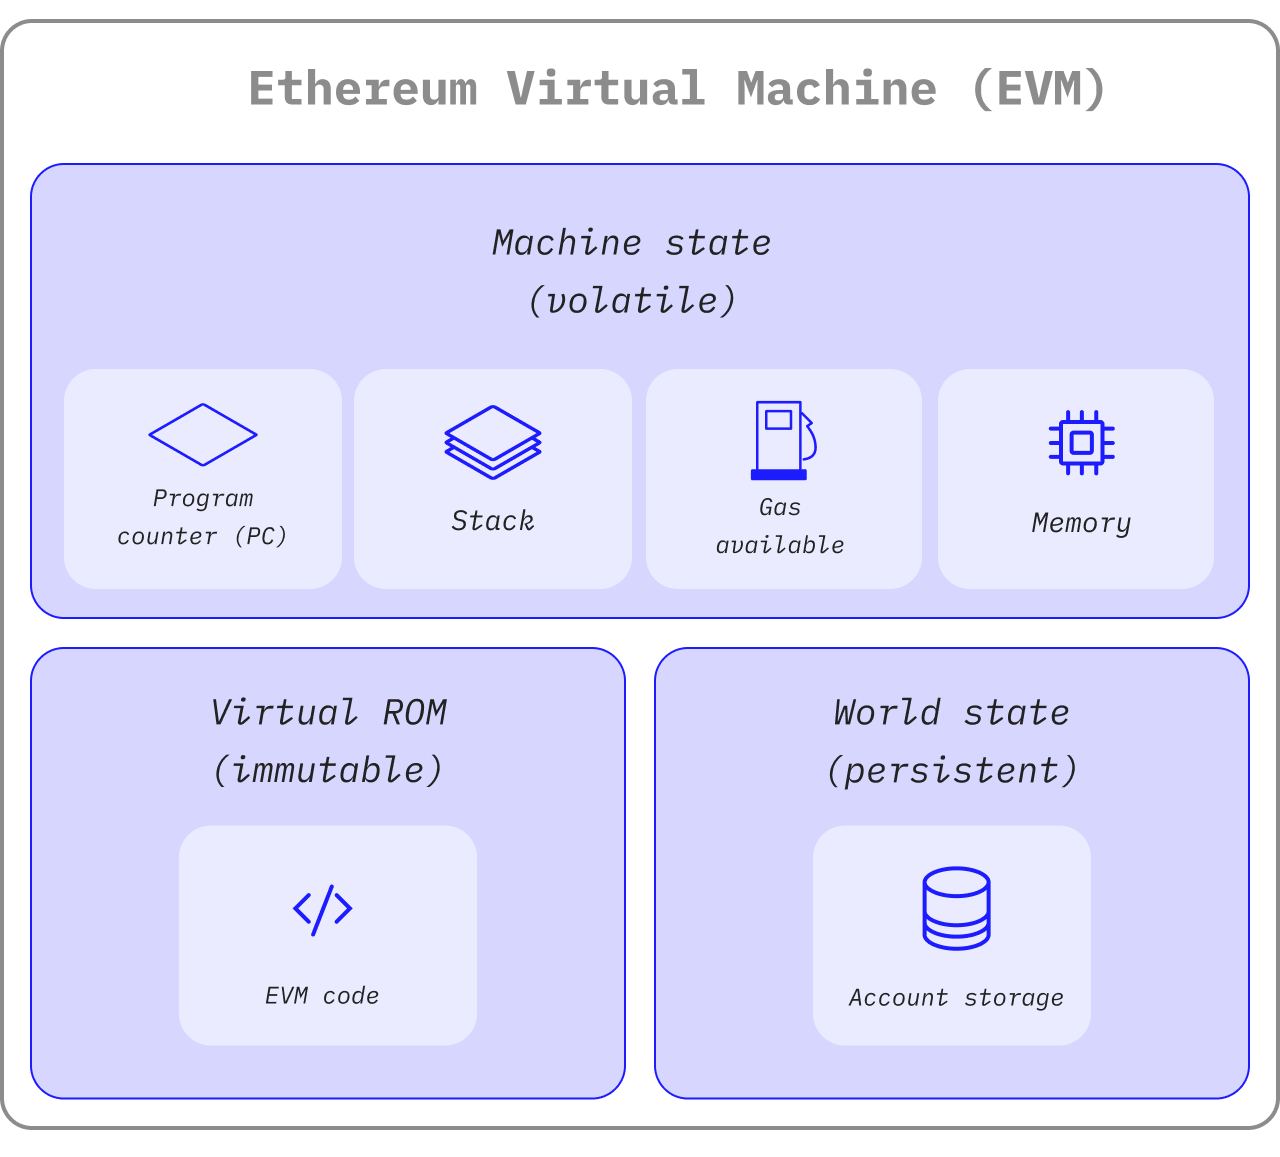 Ethereum Virtual Machine (EVM)
Machine state
(volatile)
Program
counter (PC)
Stack
Gas
available
Memory
Virtual ROM
(immutable)
EVM code
World state
(persistent)
Account storage